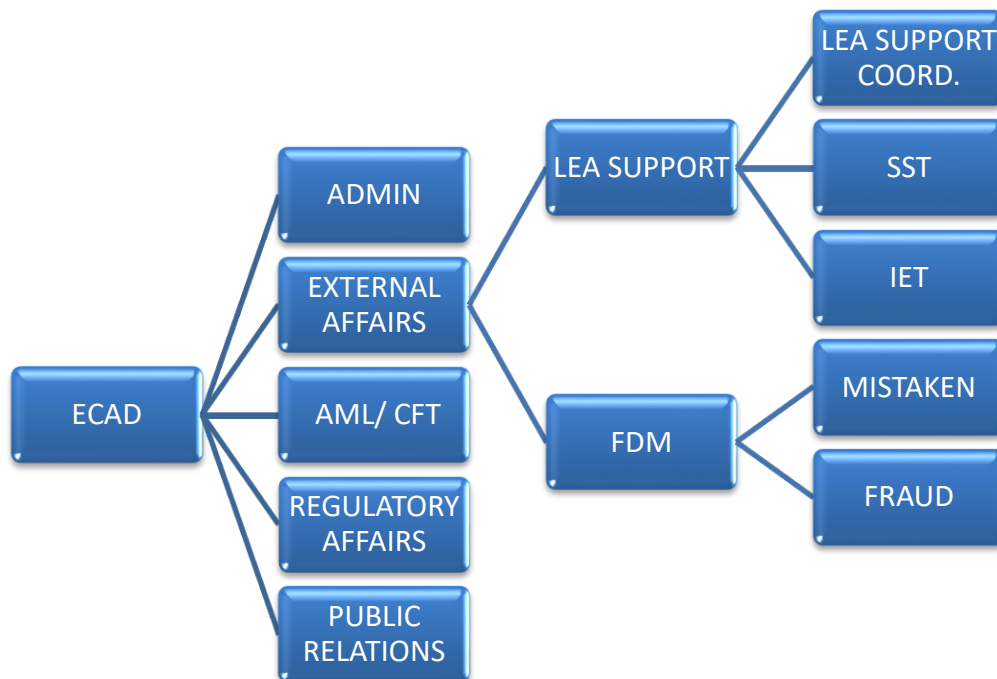 ECAD
ADMIN
EXTERNAL
AFFAIRS
AML/ CFT
REGULATORY
AFFAIRS
PUBLIC
RELATIONS
LEA SUPPORT
FDM
LEA SUPPORT
COORD.
SST
IET
MISTAKEN
FRAUD